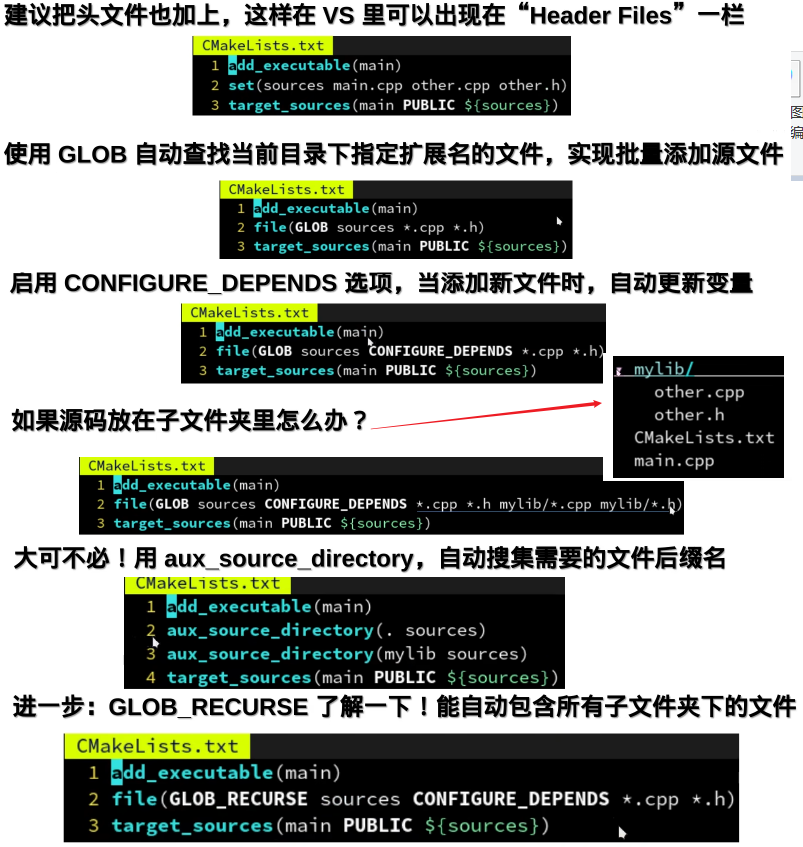 建议把头文件也加上，这样在 VS 里可以出现在“Header Files”一栏
CMakeLists.txt
1 add_executable(main)
2 set(sources main.cpp other.cpp other.h)
3 target_sources(main PUBLIC ${sources})
使用 GLOB 自动查找当前目录下指定扩展名的文件，实现批量添加源文件
图
编
CMakeLists.txt
1 add_executable(main)
2 file(GLOB sources *.cpp *.h)
3 target_sources(main PUBLIC ${sources})
启用 CONFIGURE_DEPENDS 选项，当添加新文件时，自动更新变量
CMakeLists.txt
1 add_executable(main)
2 file(GLOB sources CONFIGURE_DEPENDS *.cpp *.h)
3 target_sources(main PUBLIC ${sources})
mylib/
other.cpp
other.h
CMakeLists.txt
main.cpp
如果源码放在子文件夹里怎么办？
CMakeLists.txt
1 add_executable(main)
2 file(GLOB sources CONFIGURE_DEPENDS *.cpp *.h mylib/*.cpp mylib/*.h)
3 target_sources(main PUBLIC ${sources})
大可不必！用 aux_source_directory，自动搜集需要的文件后缀名
CMakeLists.txt
1 add_executable(main)
2 aux_source_directory(. sources)
3 aux_source_directory(mylib sources)
4 target_sources(main PUBLIC ${sources})
进一步：GLOB_RECURSE 了解一下！能自动包含所有子文件夹下的文件
CMakeLists.txt
1 add_executable(main)
2 file(GLOB_RECURSE sources CONFIGURE_DEPENDS *.cpp *.h)
3 target_sources(main PUBLIC ${sources})